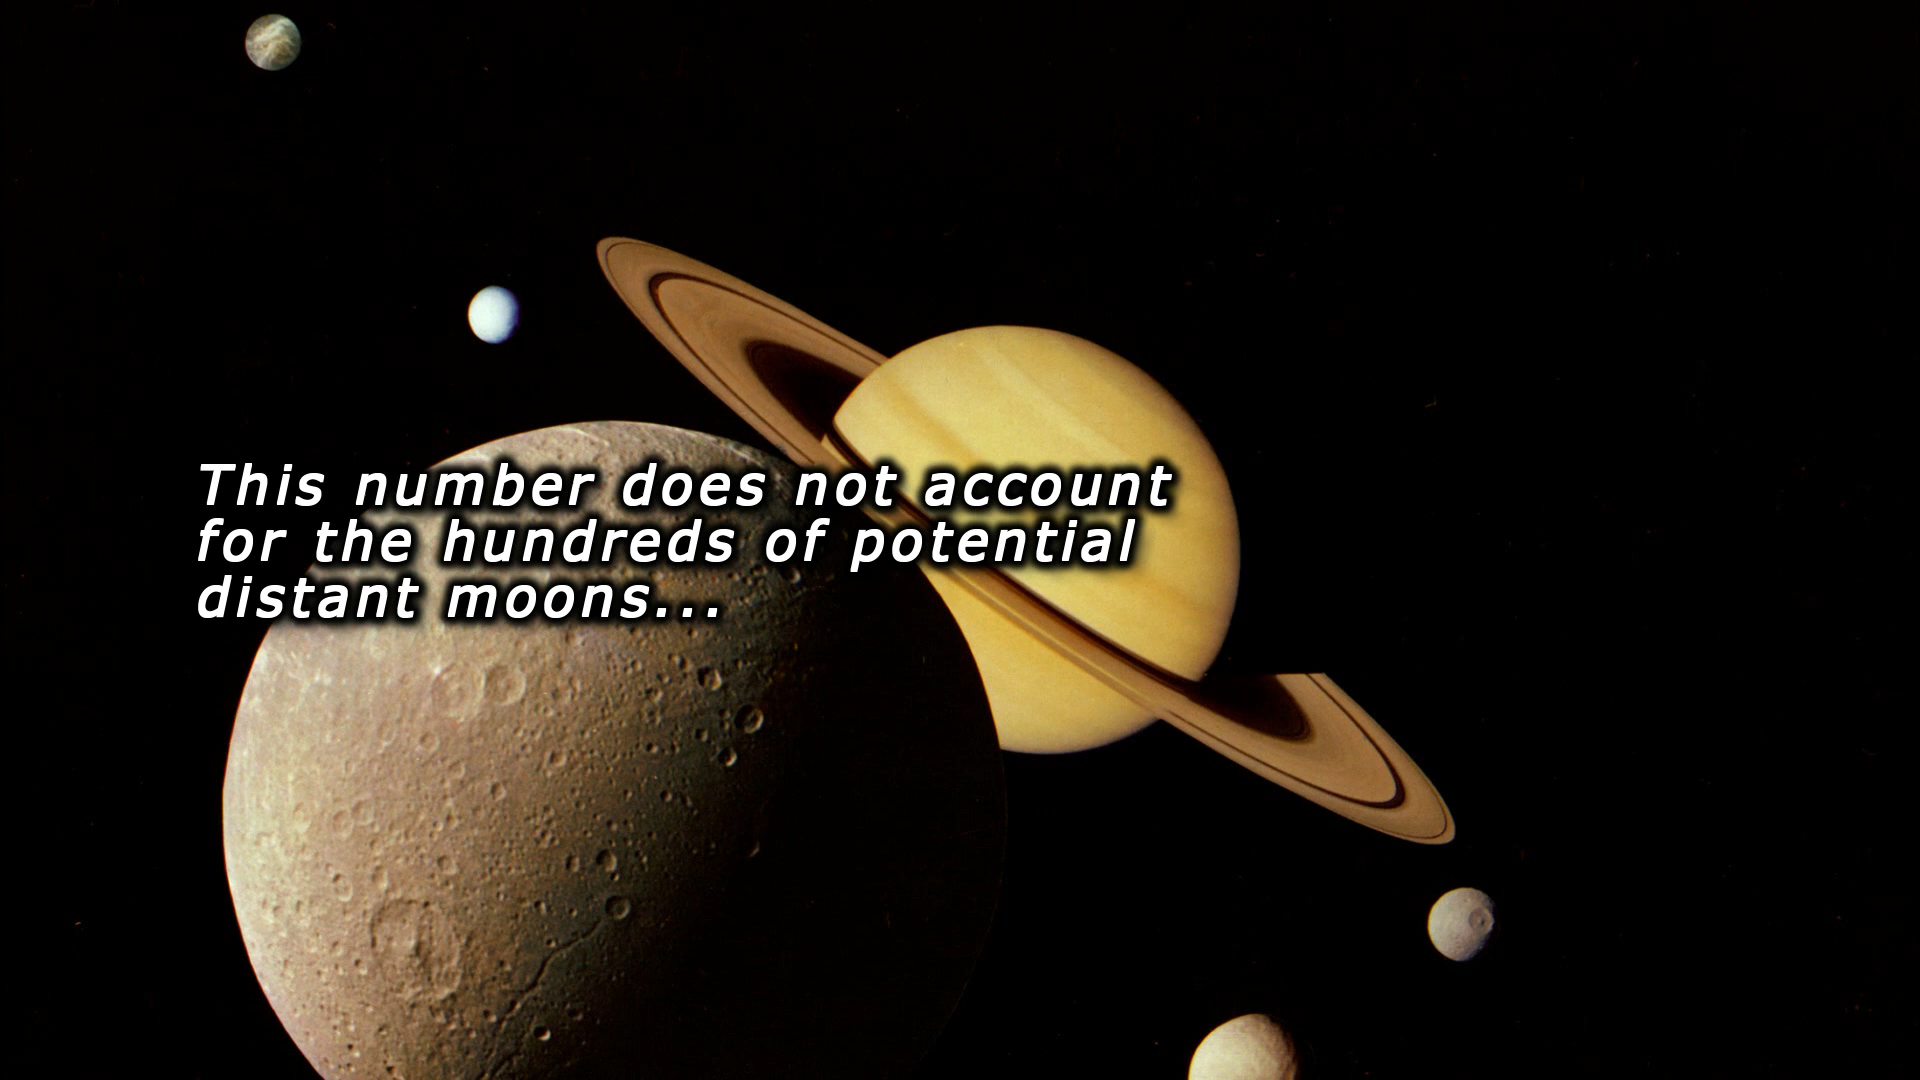 This number does not account
for the hundreds of potential
distant moons...